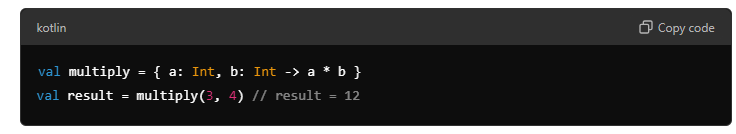 kotlin
Copy code
val multiply = { a: Int, b: Int -> a * b }
val result = multiply(3, 4) // result = 12